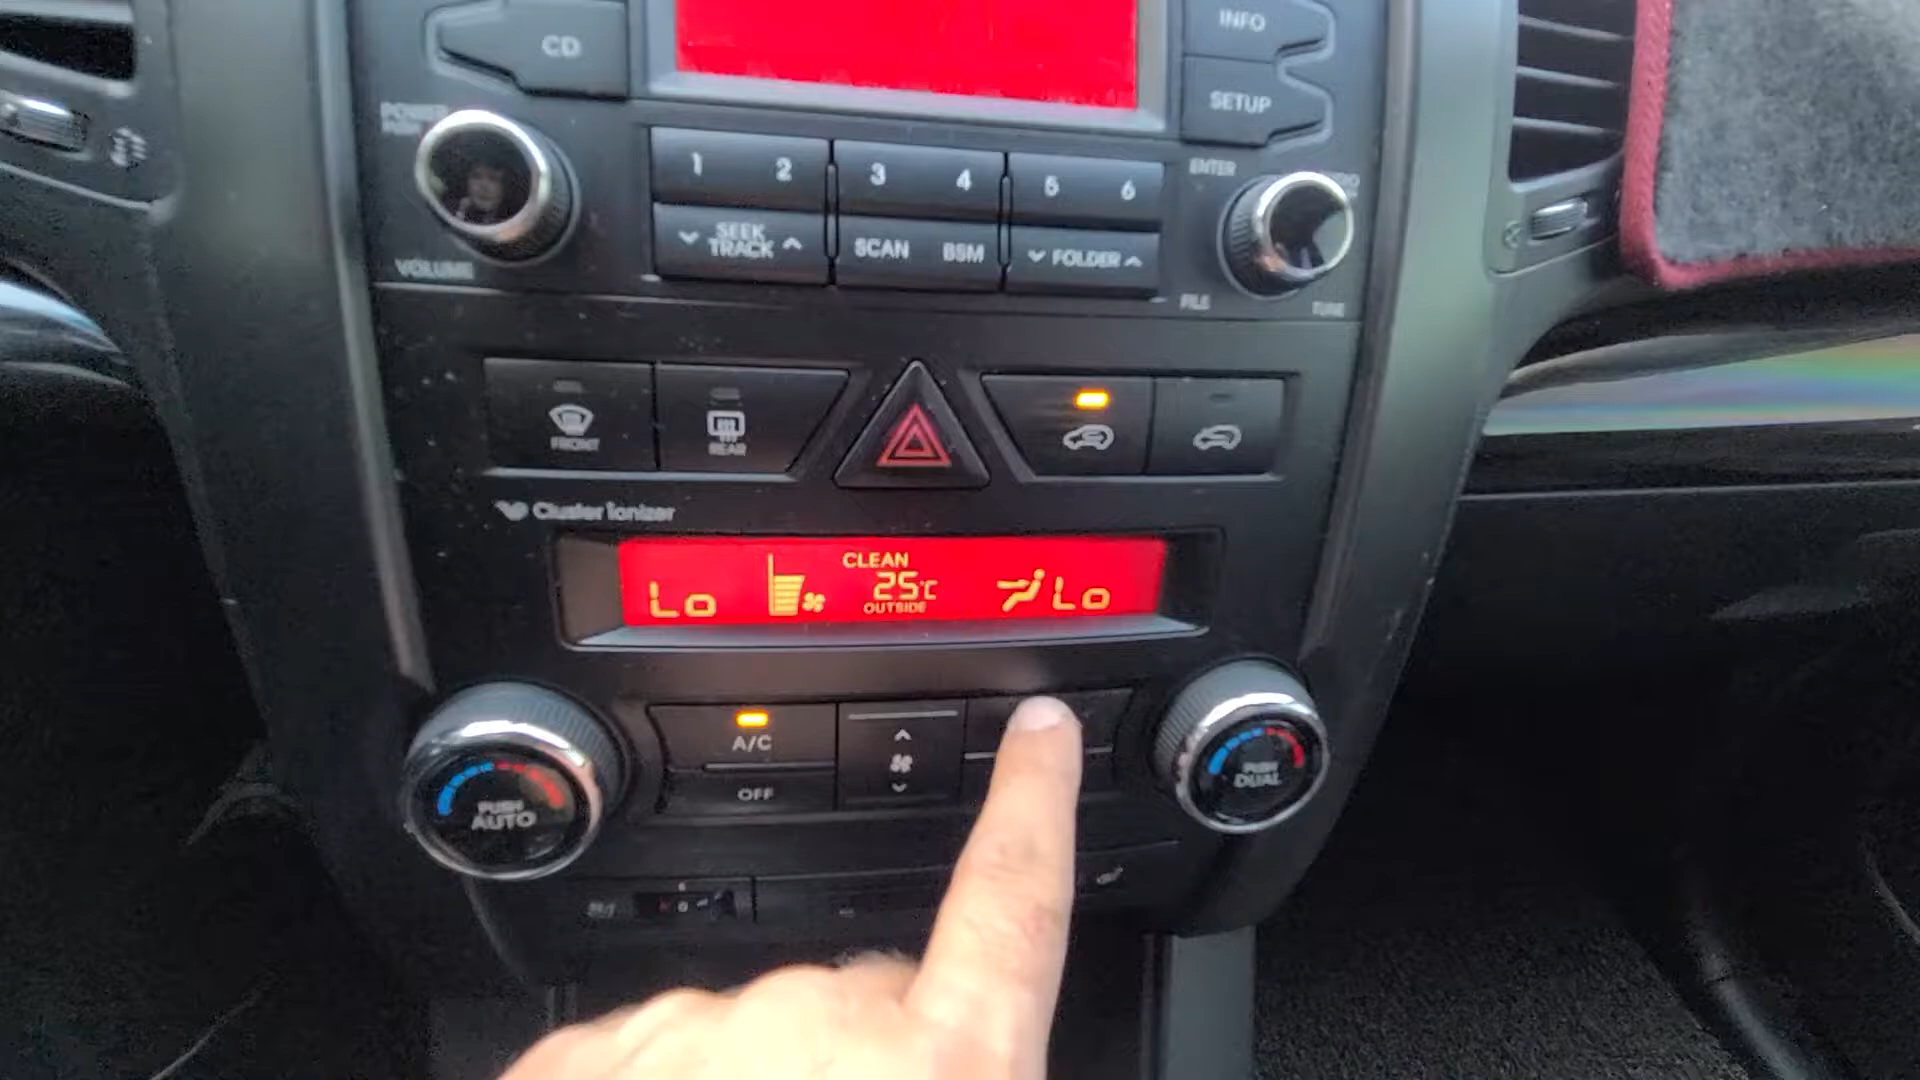 CD
INFO
SETUP
POWER
1 2 3 4 5 6
ENTER
SEEK
TRACK
SCAN BSM FOLDER
VOLUME
FILE
TUNE
FRONT
REAR
Cluster Ionizer
CLEAN
Lo 25°C Lo
OUTSIDE
A/C
OFF
PUSH
AUTO
PUSH
DUAL